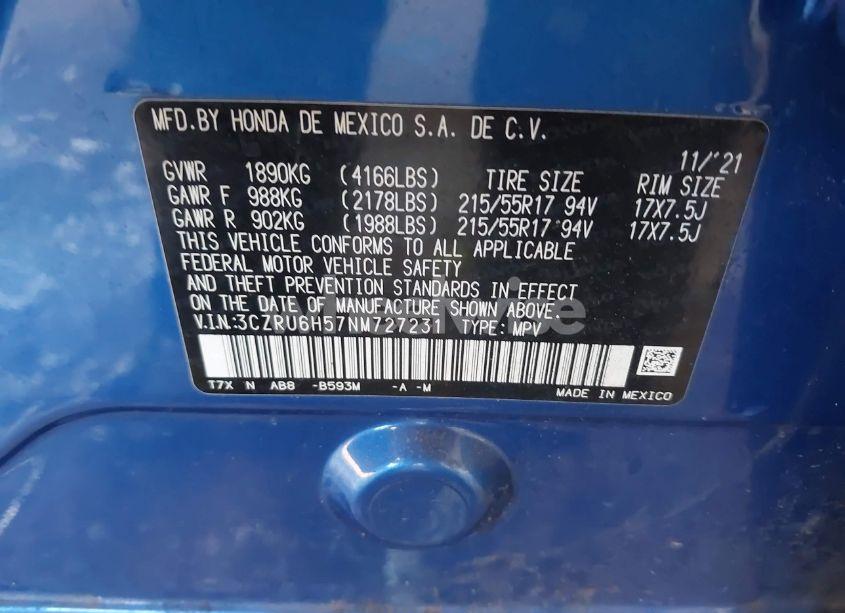 MFD.BY HONDA DE MEXICO S.A. DE C.V.
11/'21
GVWR 1890KG (4166LBS) TIRE SIZE RIM SIZE
GAWR F 988KG (2178LBS) 215/55R17 94V 17X7.5J
GAWR R 902KG (1988LBS) 215/55R17 94V 17X7.5J
THIS VEHICLE CONFORMS TO ALL APPLICABLE
FEDERAL MOTOR VEHICLE SAFETY
AND THEFT PREVENTION STANDARDS IN EFFECT
ON THE DATE OF MANUFACTURE SHOWN ABOVE.
V.I.N.:3CZRU6H57NM727231 TYPE: MPV
T7X N AB8 -B593M -A -M
MADE IN MEXICO